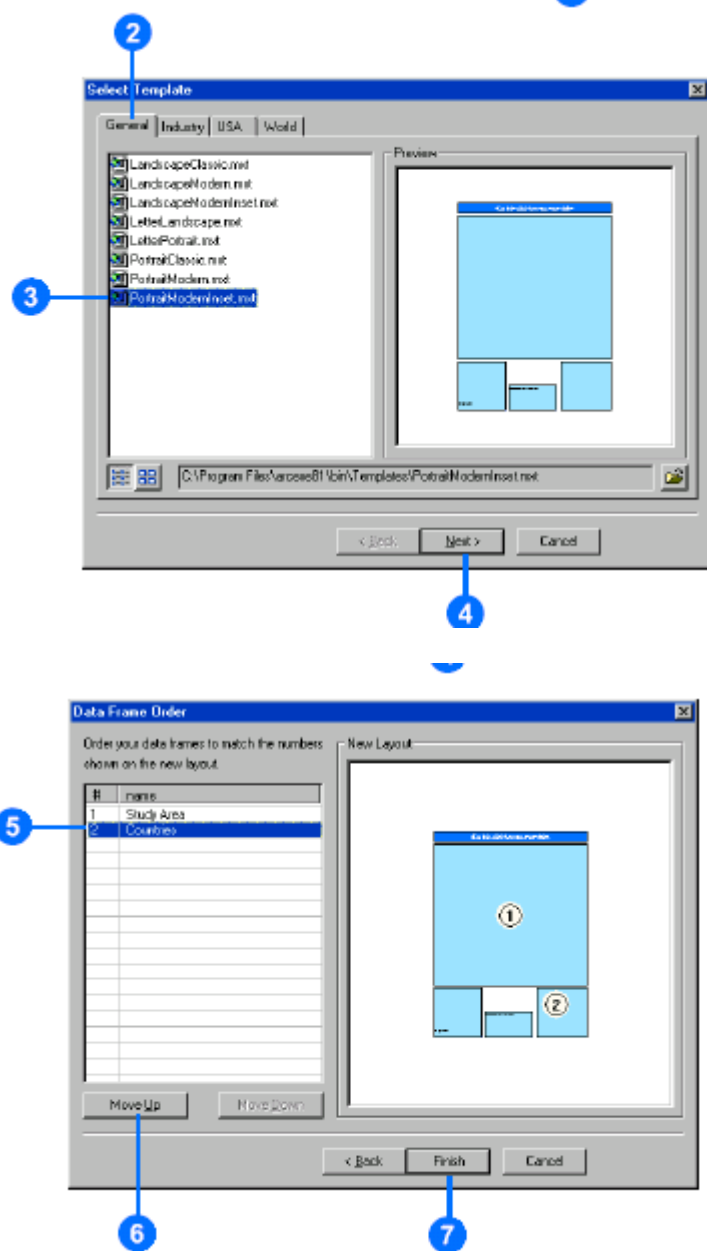 2
Select Template
General Industry USA World
Preview
LandscapeClassic.mxt
LandscapeModern.mxt
LandscapeModernInset.mxt
LetterLandscape.mxt
LetterPortrait.mxt
PortraitClassic.mxt
PortraitModern.mxt
3
PortraitModernInset.mxt
C:\Program Files\arcexe81\bin\Templates\PortraitModernInset.mxt
< Back Next > Cancel
4
Data Frame Order
Order your data frames to match the numbers
shown on the new layout.
New Layout
# name
1 Study Area
5
2 Countries
1
2
Move Up Move Down
< Back Finish Cancel
6 7